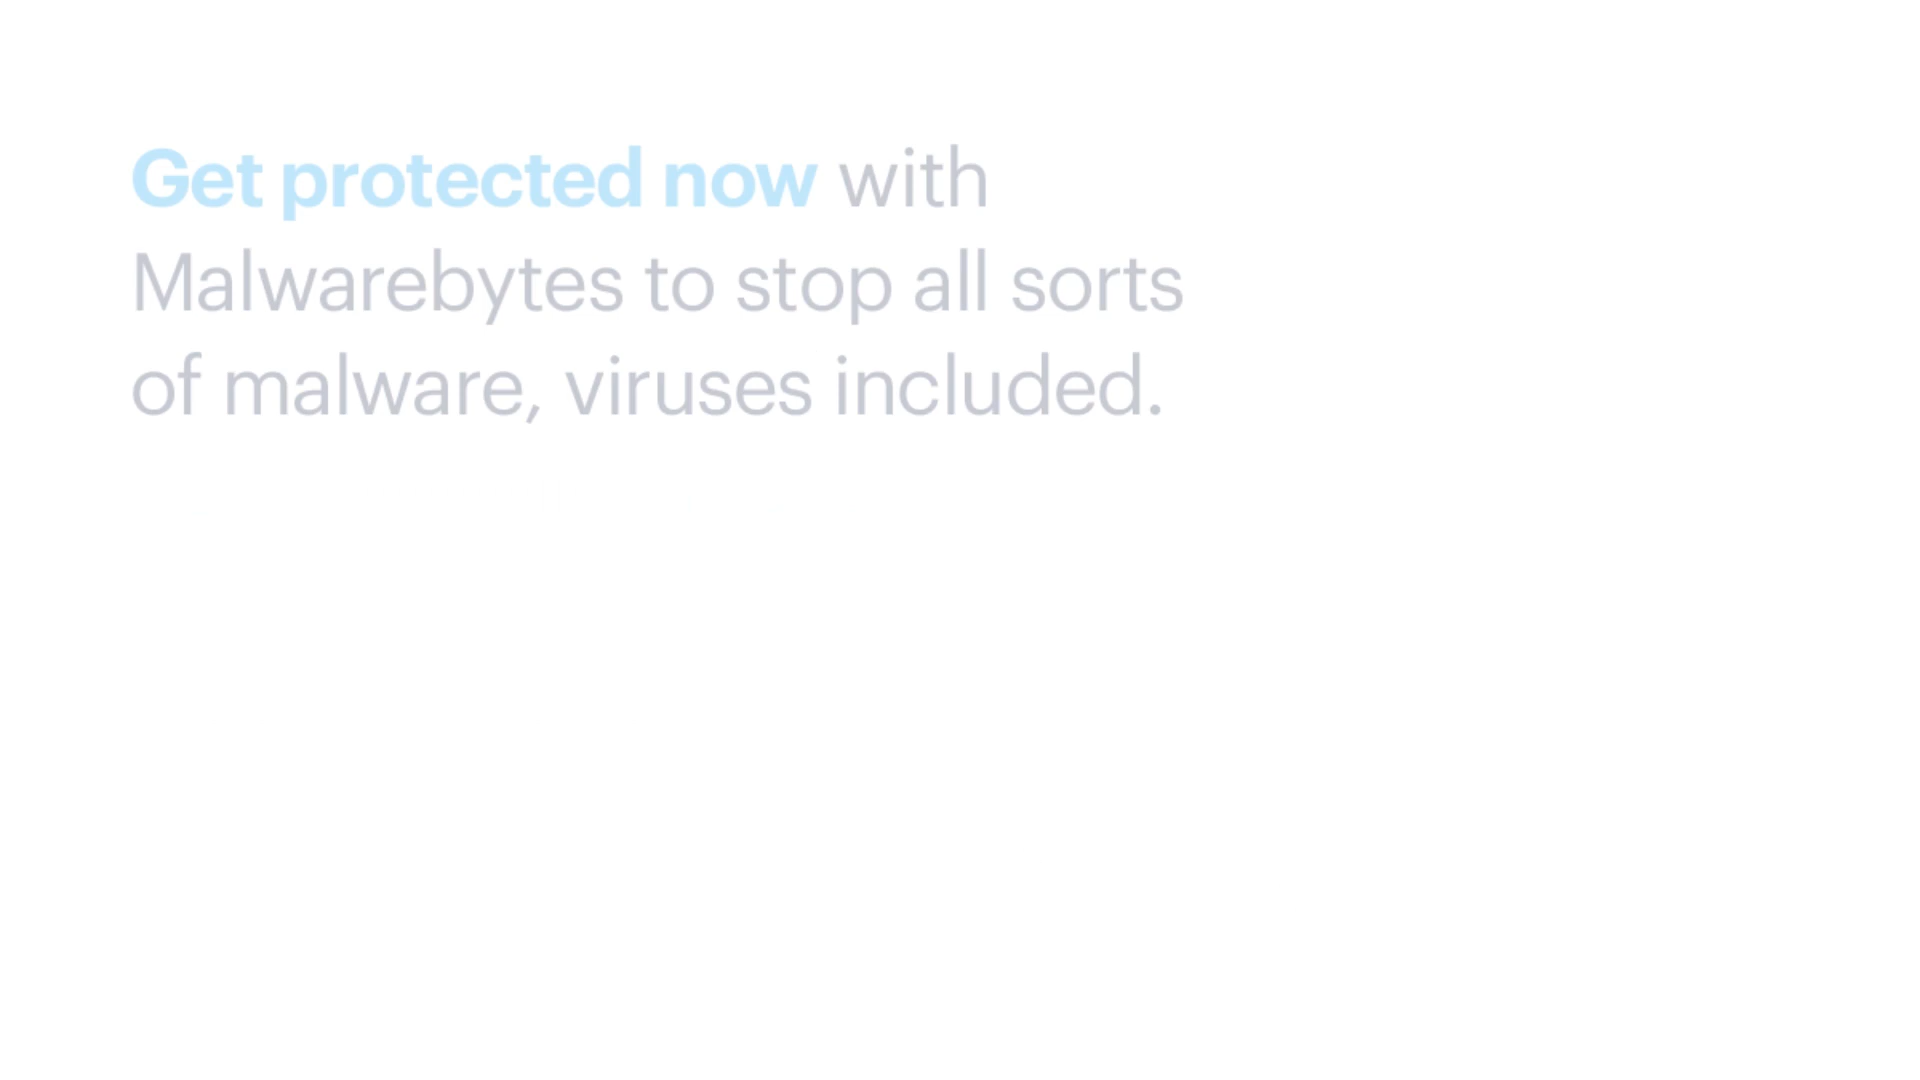 Get protected now with
Malwarebytes to stop all sorts
of malware, viruses included.